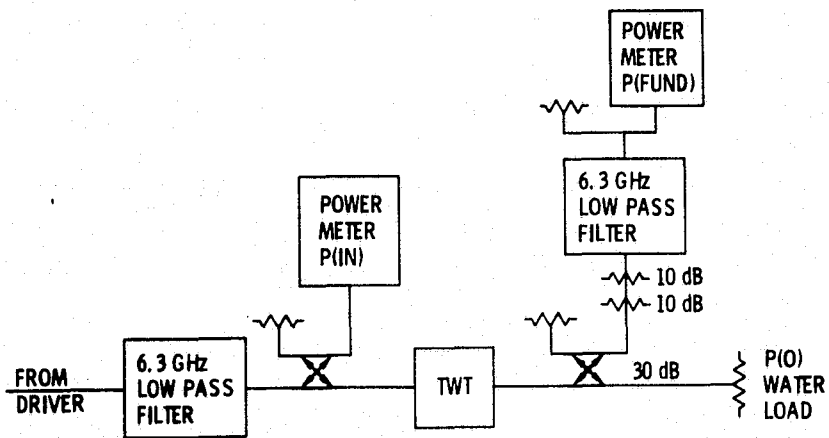 POWER
METER
P(FUND)
6.3 GHz
LOW PASS
FILTER
10 dB
10 dB
POWER
METER
P(IN)
FROM
DRIVER
6.3 GHz
LOW PASS
FILTER
TWT
30 dB
P(O)
WATER
LOAD